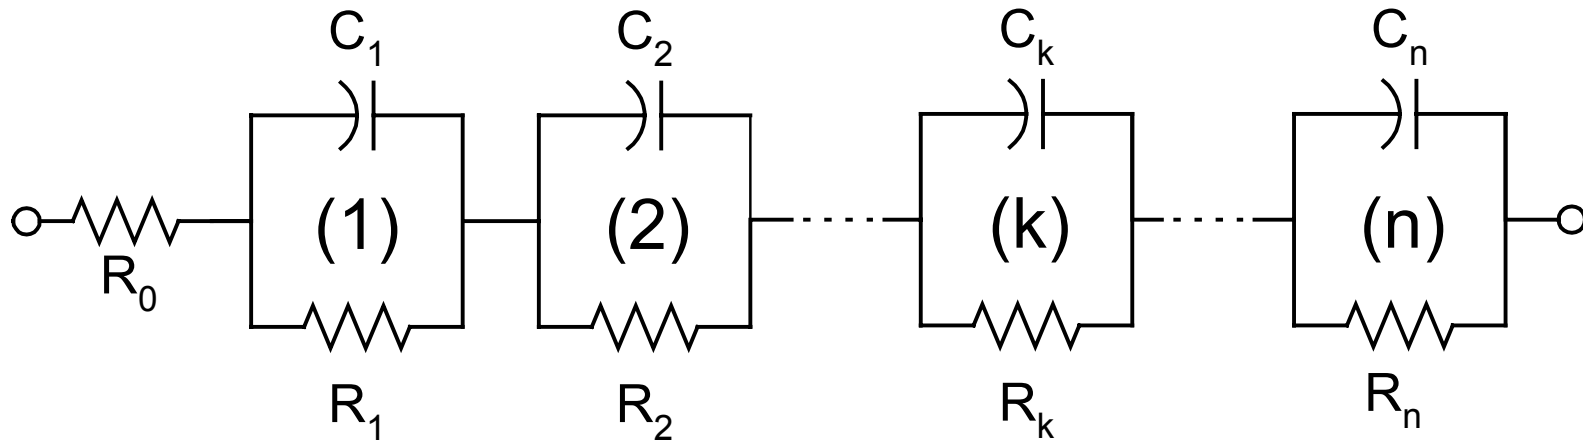 C₁ C₂ Cₖ Cₙ
(1) (2) (k) (n)
R₀
R₁ R₂ Rₖ Rₙ